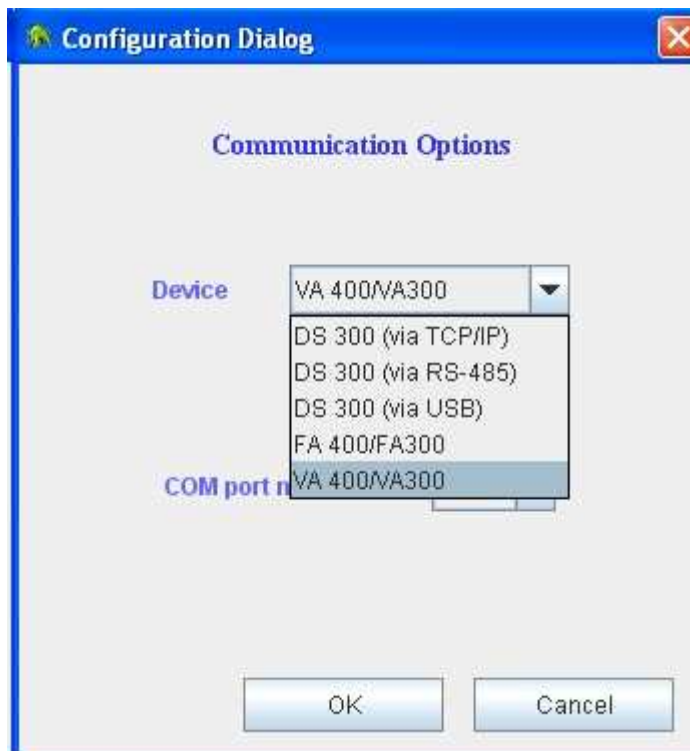 Configuration Dialog
Communication Options
Device VA 400/VA300
DS 300 (via TCP/IP)
DS 300 (via RS-485)
DS 300 (via USB)
FA 400/FA300
COM port VA 400/VA300
OK Cancel